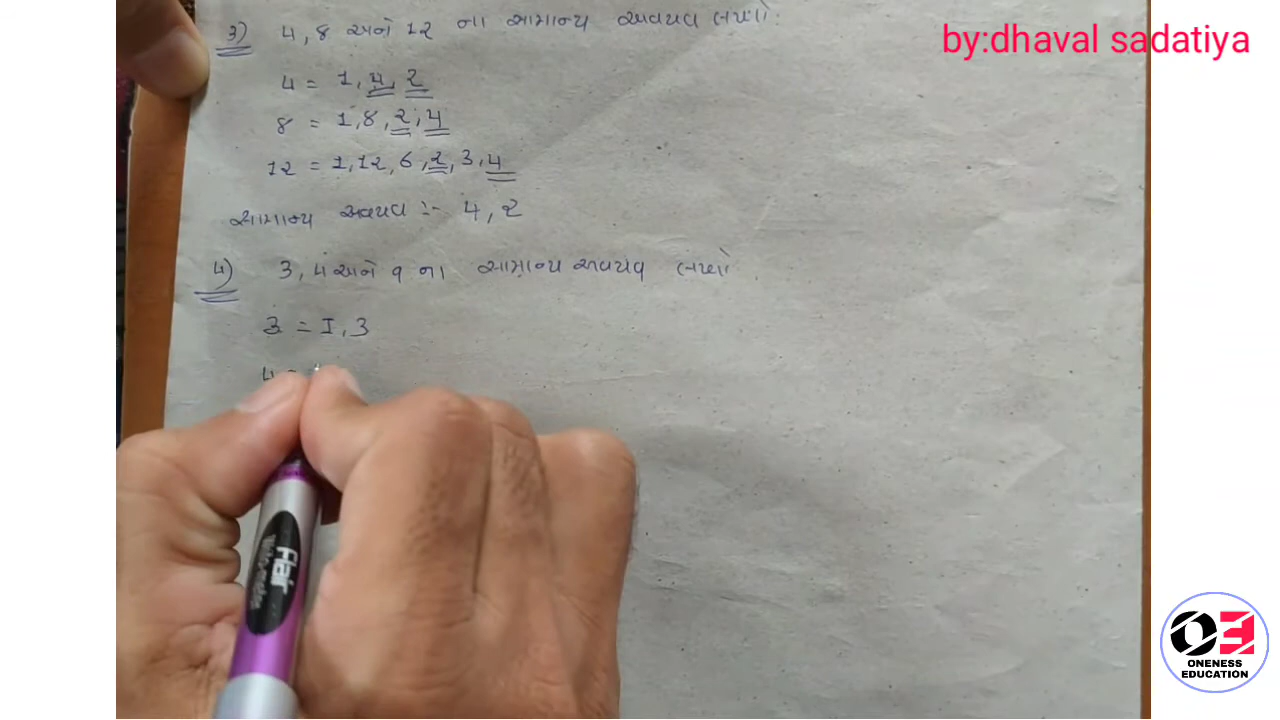 by:dhaval sadatiya
3) 4, 8 અને 12 ના સામાન્ય અવયવ લખો.
4 = 1, 4, 2
8 = 1, 8, 2, 4
12 = 1, 12, 6, 2, 3, 4
સામાન્ય અવયવ :- 4, 2
4) 3, 4 અને 9 ના સામાન્ય અવયવ લખો
3 = 1, 3
4 =
Flair
ONENESS
EDUCATION